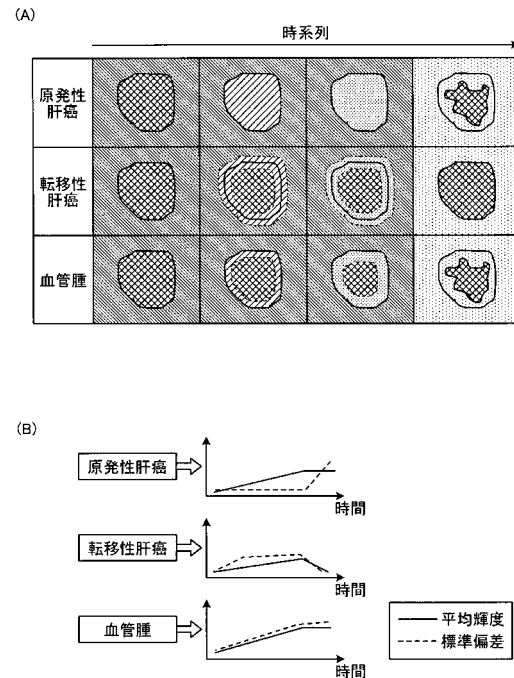 (A)
時系列
原発性
肝癌
転移性
肝癌
血管腫
(B)
原発性肝癌
時間
転移性肝癌
時間
血管腫
時間
平均輝度
標準偏差